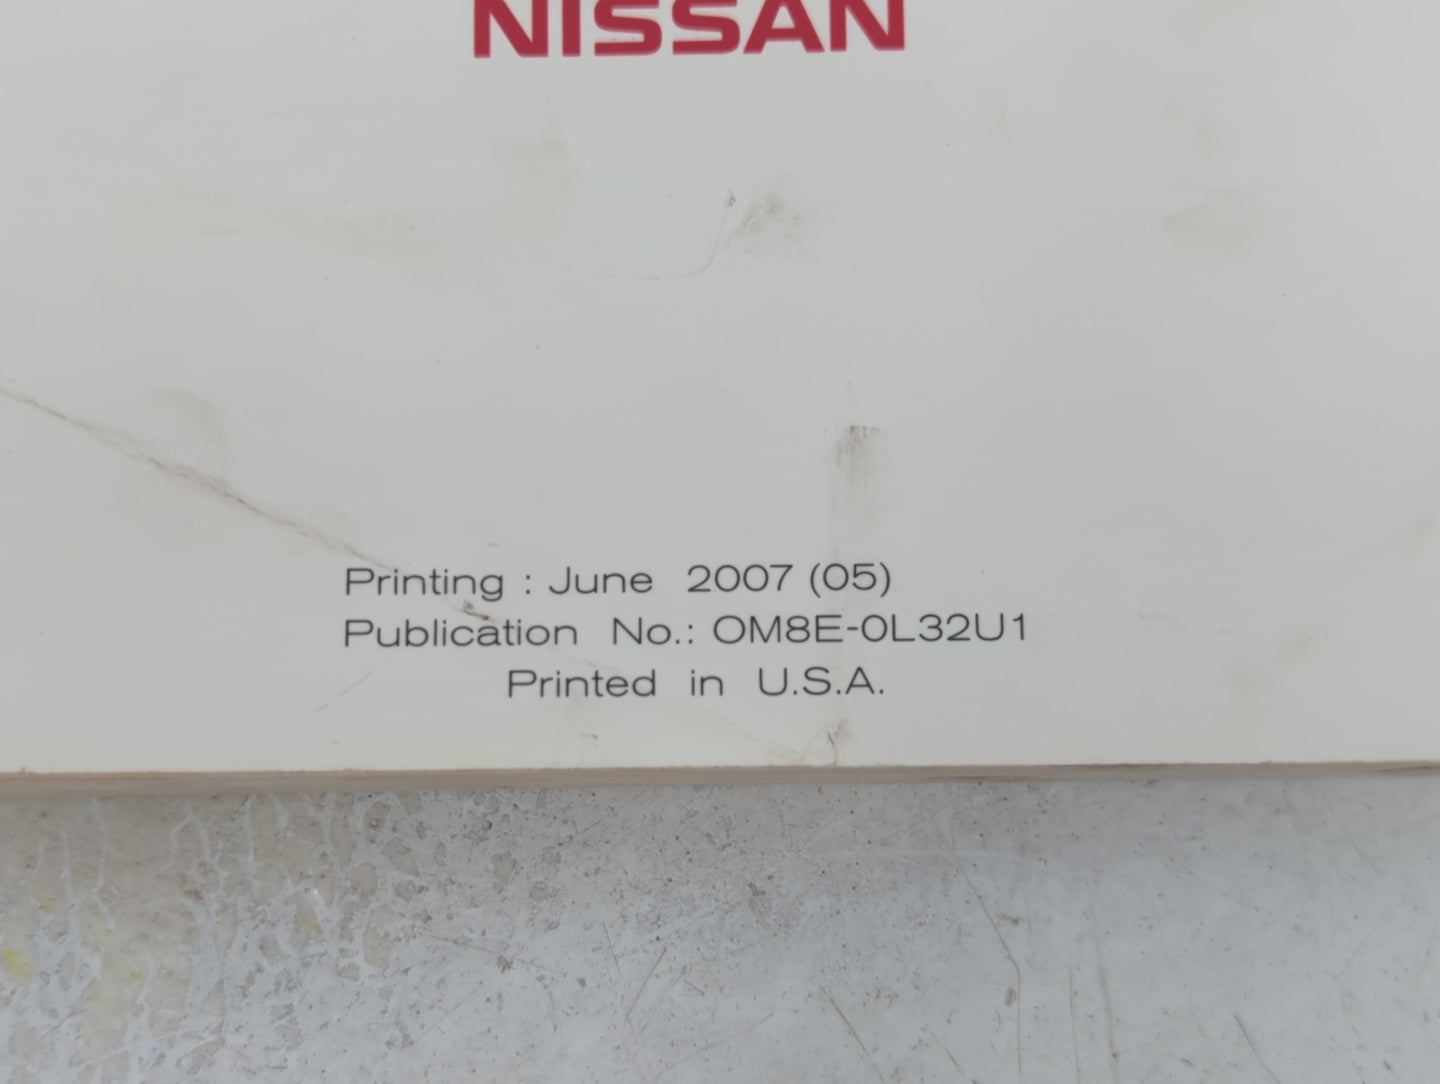 NISSAN
Printing : June 2007 (05)
Publication No.: OM8E-0L32U1
Printed in U.S.A.